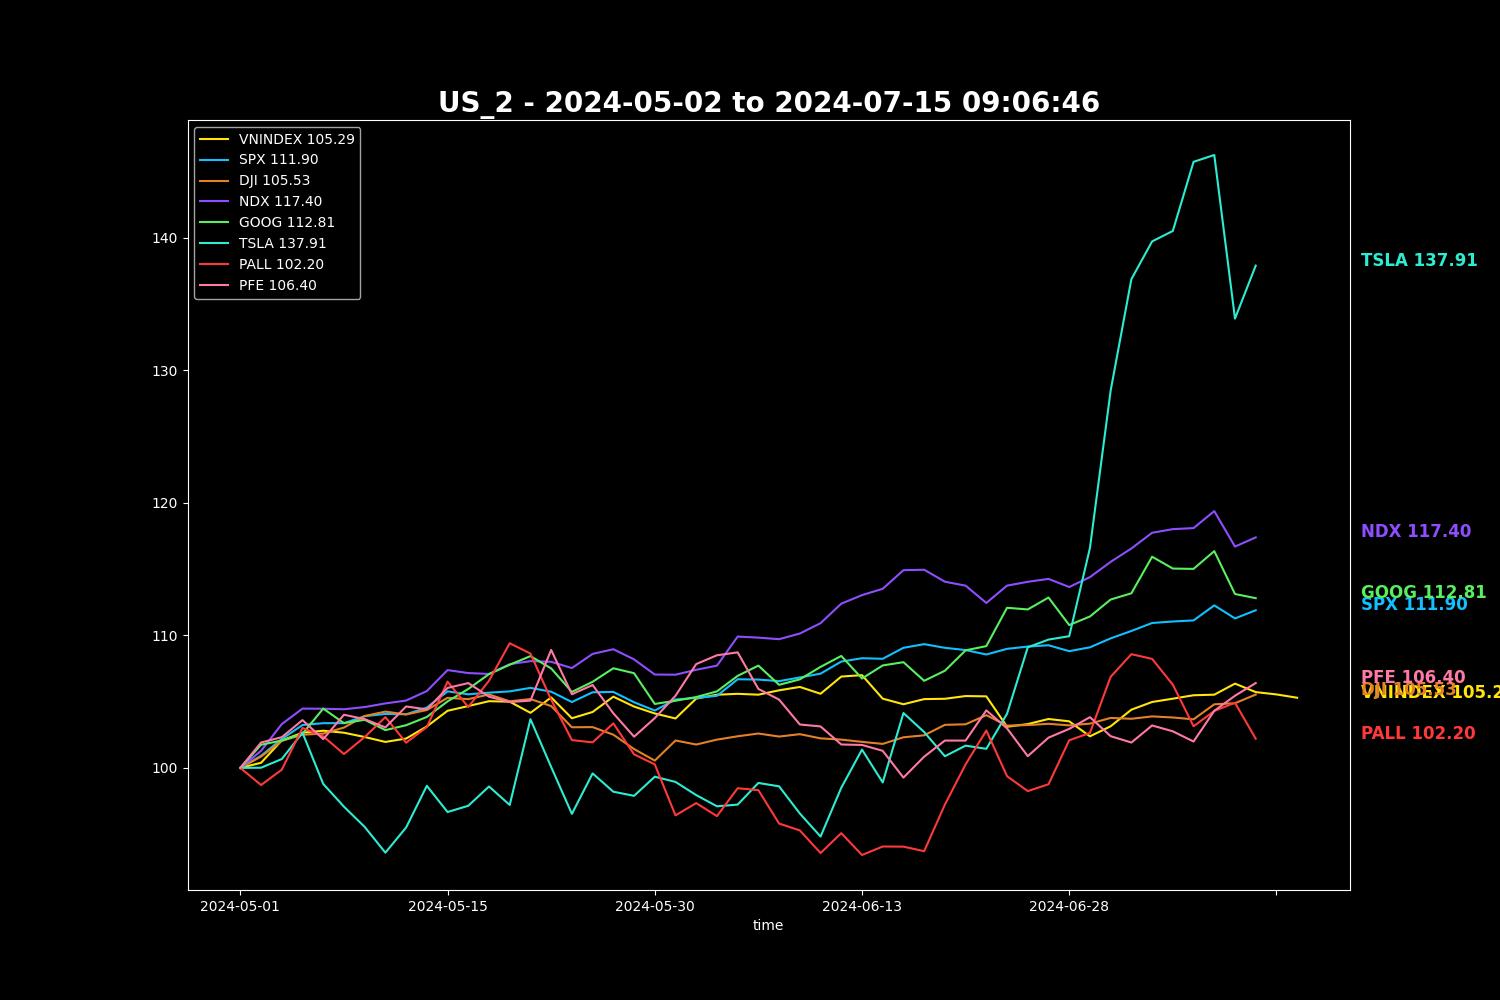 US_2 - 2024-05-02 to 2024-07-15 09:06:46
VNINDEX 105.29
SPX 111.90
DJI 105.53
NDX 117.40
GOOG 112.81
TSLA 137.91
PALL 102.20
PFE 106.40
140
130
120
110
100
TSLA 137.91
NDX 117.40
GOOG 112.81
SPX 111.90
PFE 106.40
DJI 105.53
VNINDEX 105.2
PALL 102.20
2024-05-01
2024-05-15
2024-05-30
2024-06-13
2024-06-28
time